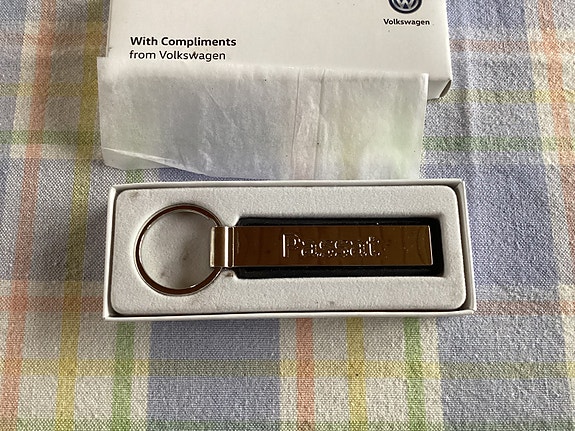 Volkswagen
With Compliments
from Volkswagen
Passat